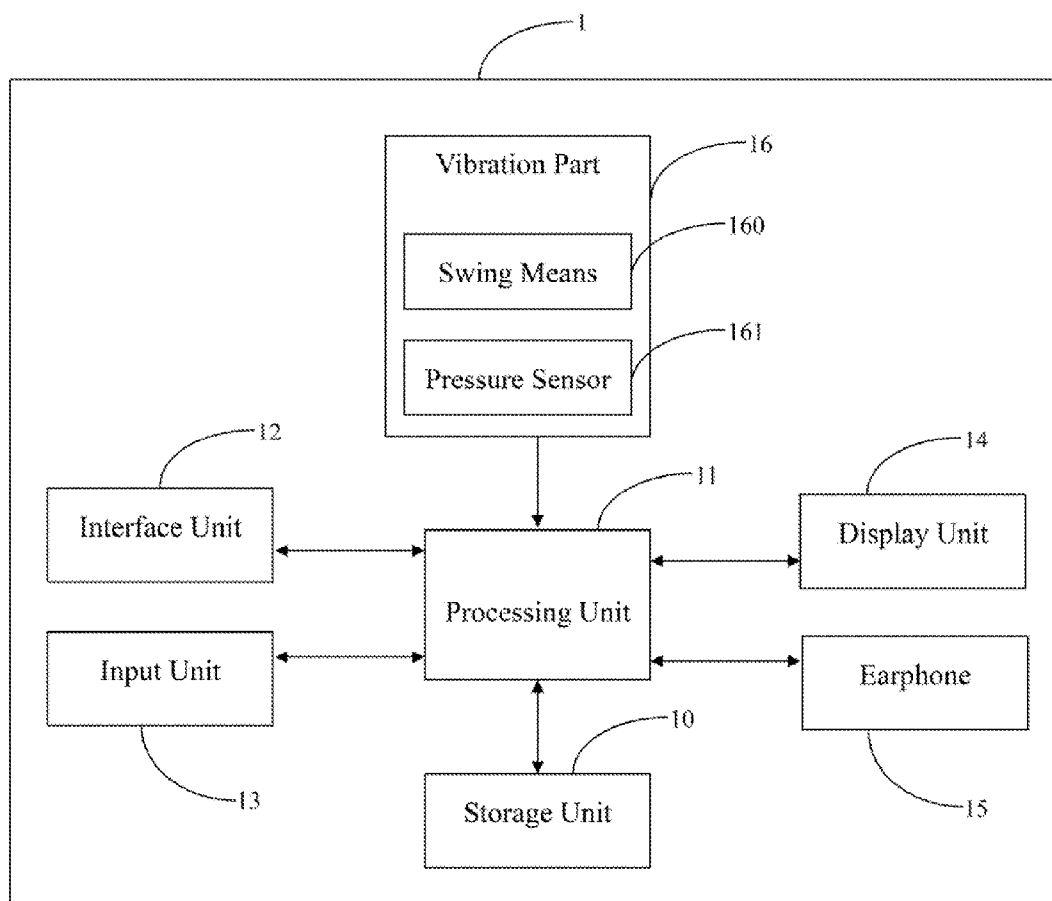 1
Vibration Part
16
160
Swing Means
161
Pressure Sensor
12
11
14
Interface Unit
Display Unit
Processing Unit
Input Unit
Earphone
13
10
15
Storage Unit